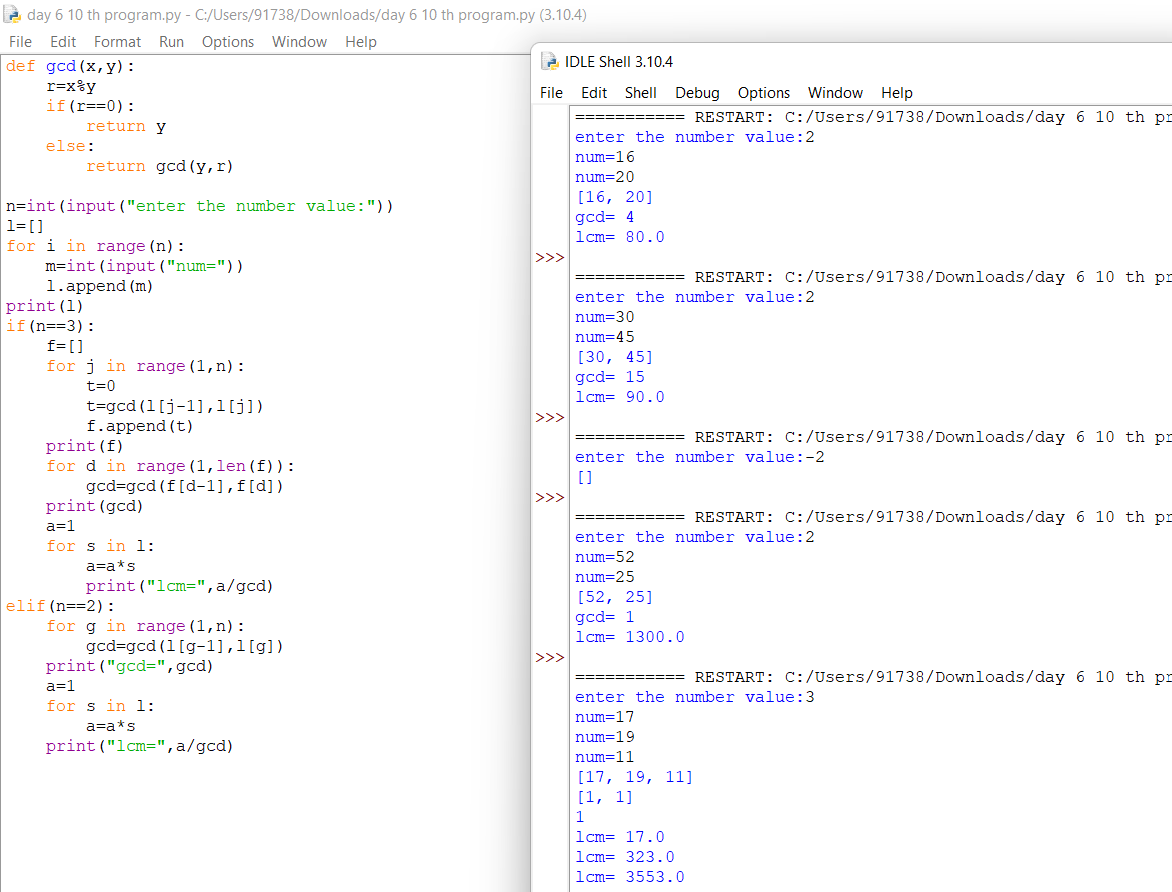 day 6 10 th program.py - C:/Users/91738/Downloads/day 6 10 th program.py (3.10.4)
File Edit Format Run Options Window Help
def gcd(x,y):
    r=x%y
    if(r==0):
        return y
    else:
        return gcd(y,r)
n=int(input("enter the number value:"))
l=[]
for i in range(n):
    m=int(input("num="))
    l.append(m)
print(l)
if(n==3):
    f=[]
    for j in range(1,n):
        t=0
        t=gcd(l[j-1],l[j])
        f.append(t)
    print(f)
    for d in range(1,len(f)):
        gcd=gcd(f[d-1],f[d])
    print(gcd)
    a=1
    for s in l:
        a=a*s
        print("lcm=",a/gcd)
elif(n==2):
    for g in range(1,n):
        gcd=gcd(l[g-1],l[g])
    print("gcd=",gcd)
    a=1
    for s in l:
        a=a*s
    print("lcm=",a/gcd)
IDLE Shell 3.10.4
File Edit Shell Debug Options Window Help
=========== RESTART: C:/Users/91738/Downloads/day 6 10 th pr
enter the number value:2
num=16
num=20
[16, 20]
gcd= 4
lcm= 80.0
>>>
=========== RESTART: C:/Users/91738/Downloads/day 6 10 th pr
enter the number value:2
num=30
num=45
[30, 45]
gcd= 15
lcm= 90.0
>>>
=========== RESTART: C:/Users/91738/Downloads/day 6 10 th pr
enter the number value:-2
[]
>>>
=========== RESTART: C:/Users/91738/Downloads/day 6 10 th pr
enter the number value:2
num=52
num=25
[52, 25]
gcd= 1
lcm= 1300.0
>>>
=========== RESTART: C:/Users/91738/Downloads/day 6 10 th pr
enter the number value:3
num=17
num=19
num=11
[17, 19, 11]
[1, 1]
1
lcm= 17.0
lcm= 323.0
lcm= 3553.0